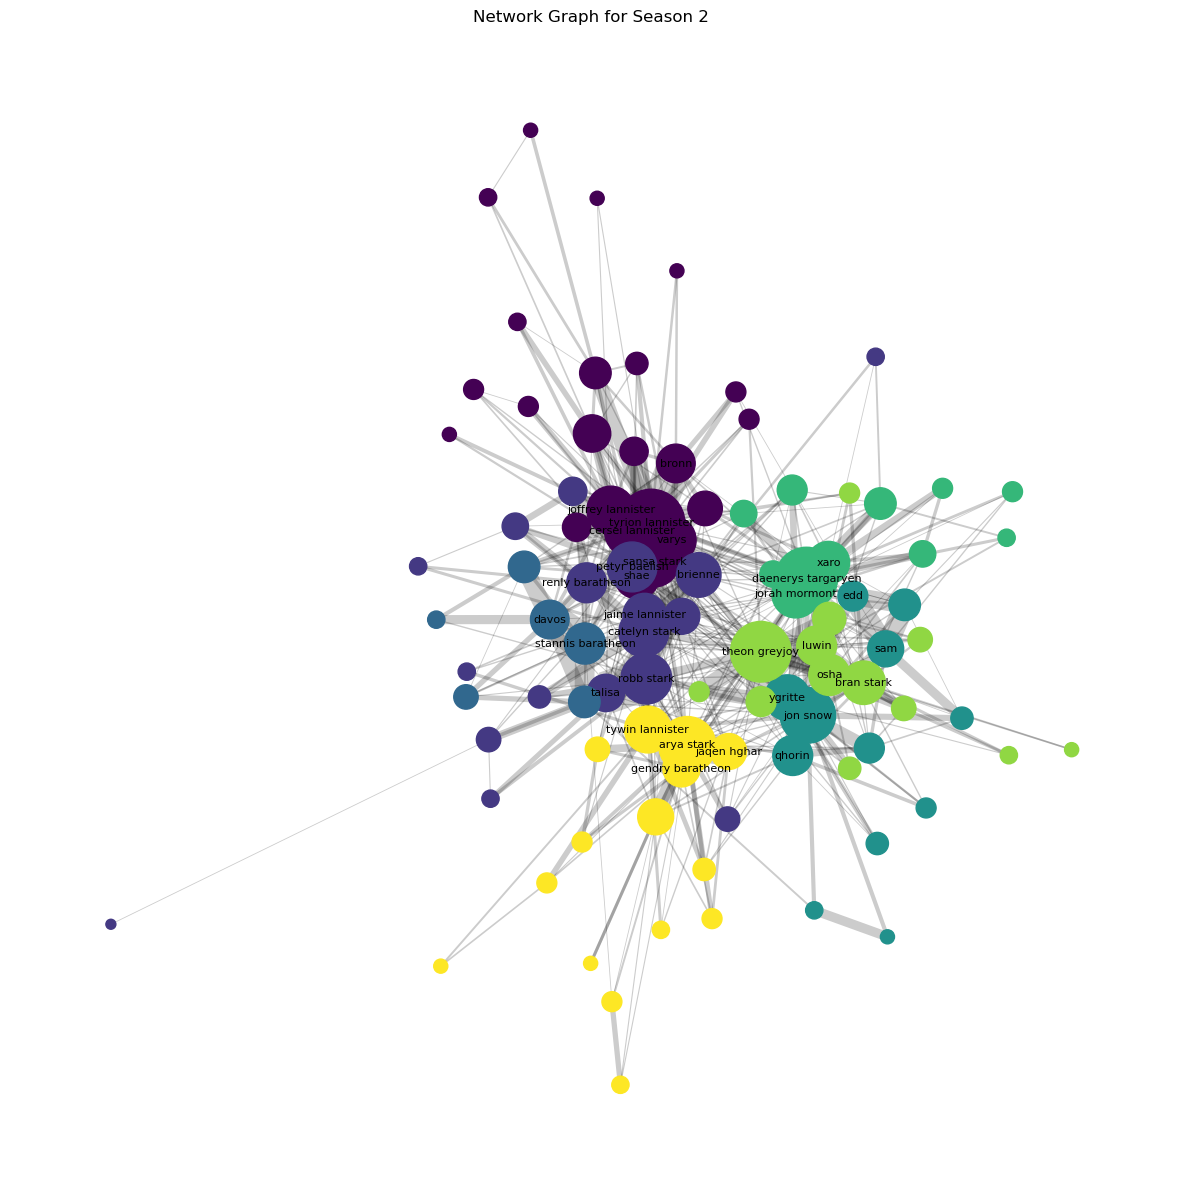 Network Graph for Season 2
bronn
joffrey lannister
tyrion lannister
cersei lannister
varys
sansa stark
petyr baelish
shae
brienne
renly baratheon
xaro
daenerys targaryen
jorah mormont
edd
jaime lannister
davos
catelyn stark
stannis baratheon
theon greyjoy
luwin
sam
osha
robb stark
bran stark
talisa
ygritte
jon snow
tywin lannister
arya stark
jaqen hghar
qhorin
gendry baratheon